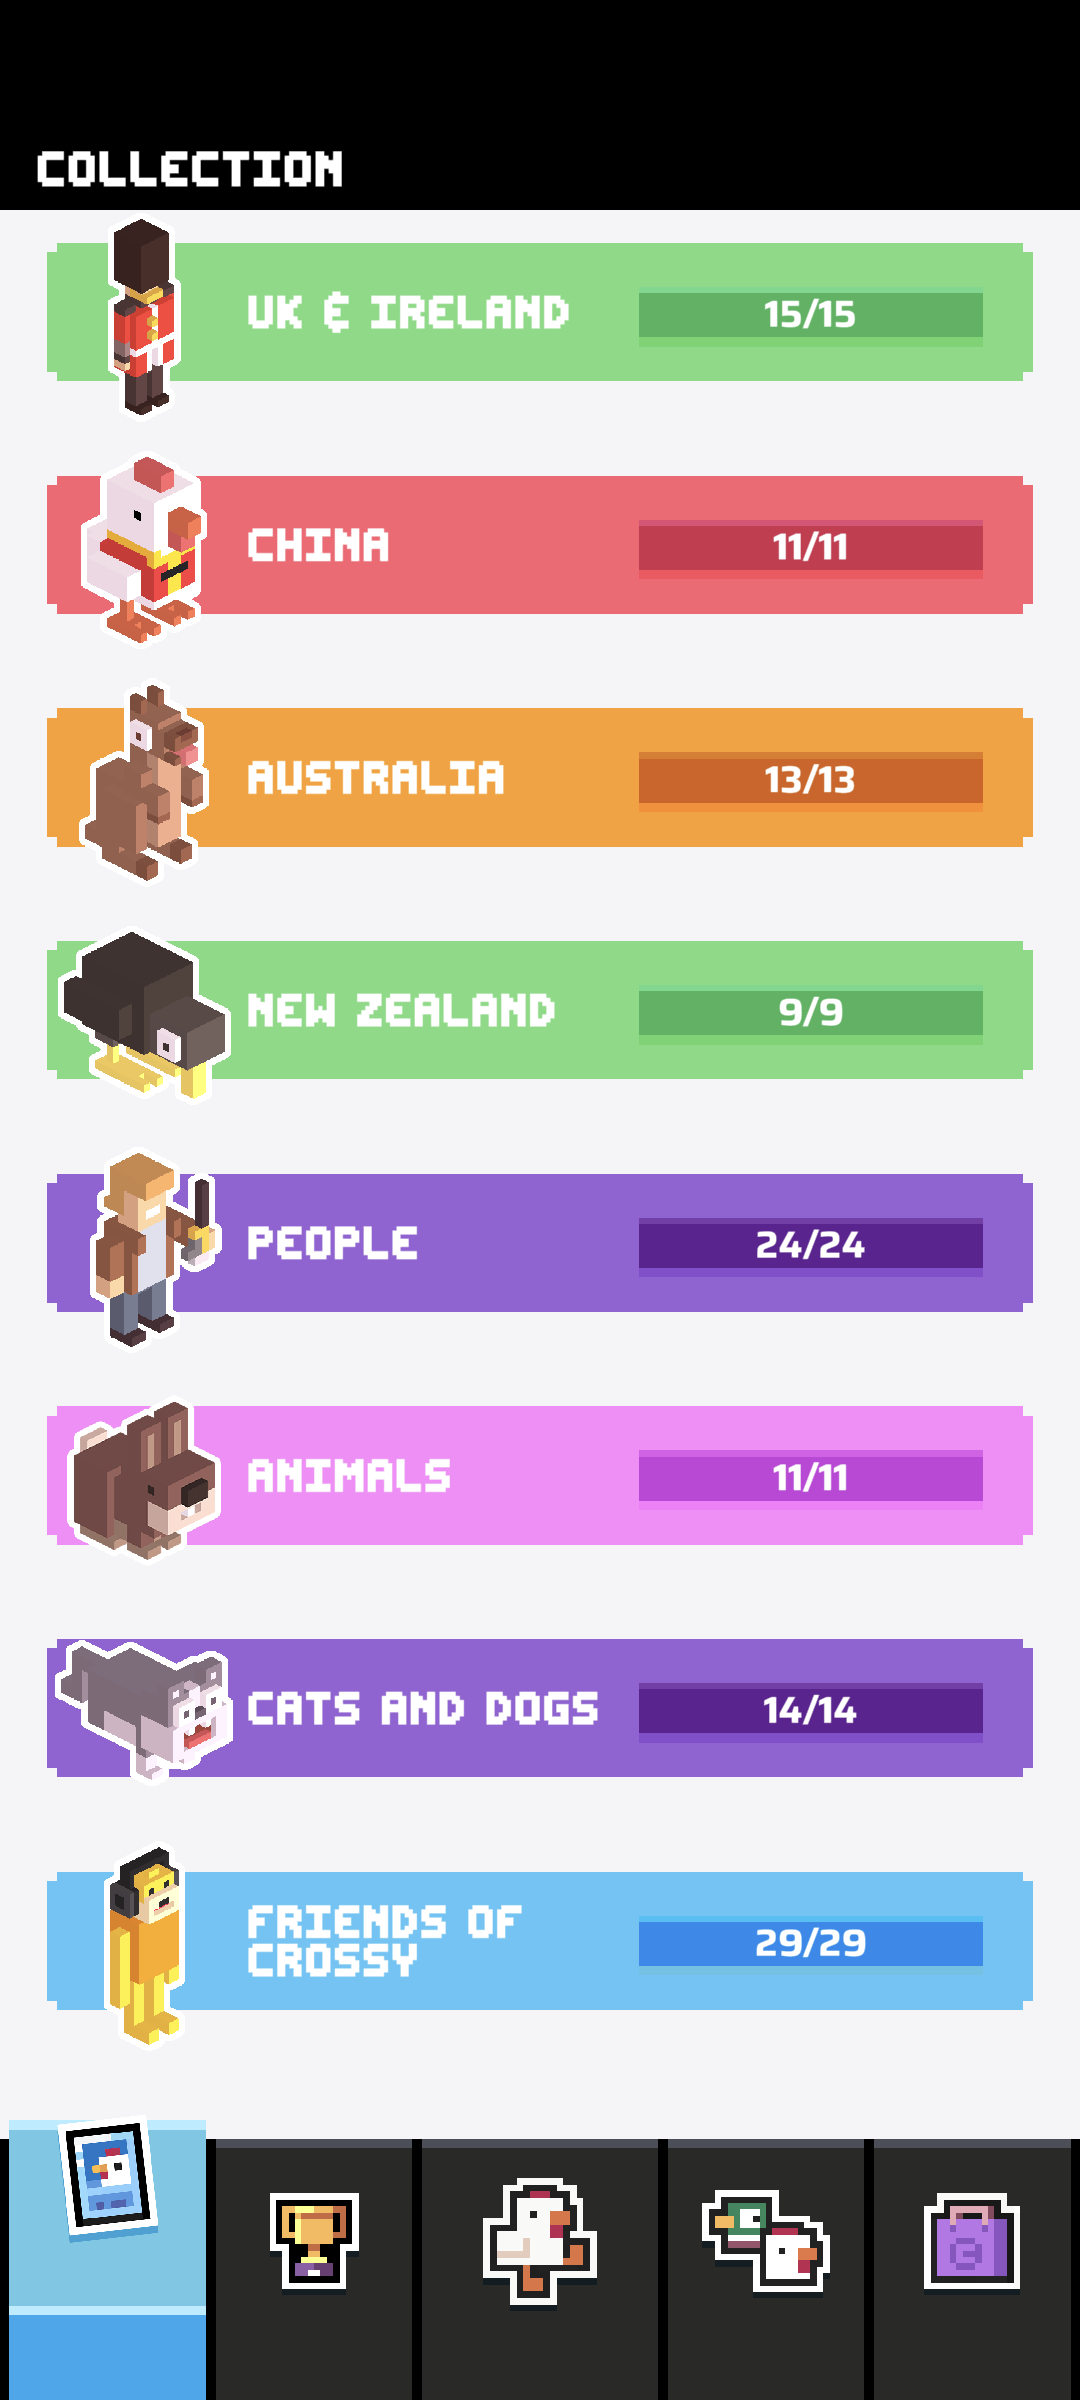 COLLECTION
UK & IRELAND
15/15
CHINA
11/11
AUSTRALIA
13/13
NEW ZEALAND
9/9
PEOPLE
24/24
ANIMALS
11/11
CATS AND DOGS
14/14
FRIENDS OF
CROSSY
29/29